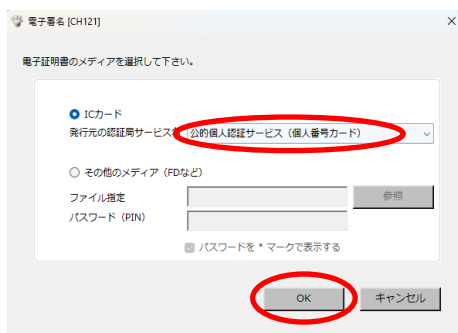 電子署名 [CH121]
電子証明書のメディアを選択して下さい。
ICカード
発行元の認証局サービス名 公的個人認証サービス（個人番号カード）
その他のメディア（FDなど）
ファイル指定 参照
パスワード（PIN）
パスワードを * マークで表示する
OK キャンセル